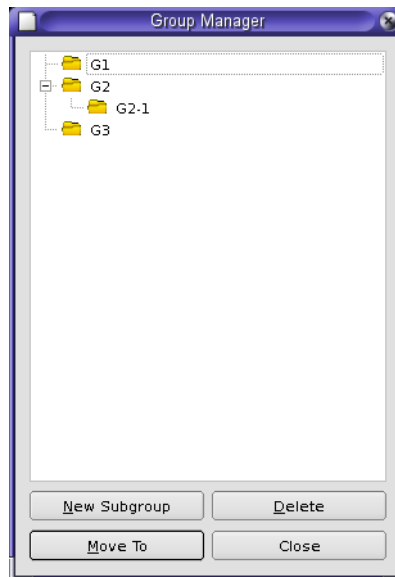 Group Manager
G1
G2
G2-1
G3
New Subgroup Delete
Move To Close